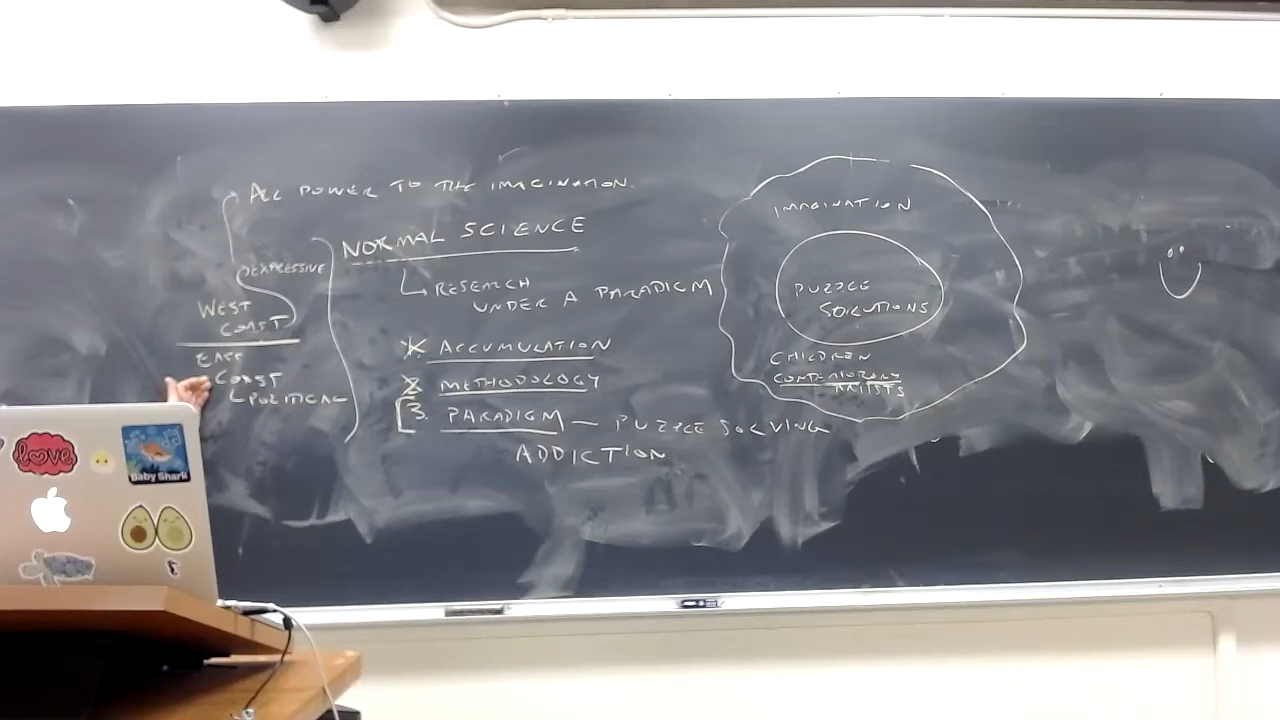 ALL POWER TO THE IMAGINATION.
NORMAL SCIENCE
RESEARCH
UNDER A PARADIGM
EXPRESSIVE
WEST
COAST
EAST
COAST
POLITICAL
ACCUMULATION
METHODOLOGY
3. PARADIGM — PUZZLE SOLVING
ADDICTION
IMAGINATION
PUZZLE
SOLUTIONS
CHILDREN
CONTEMPORARY
ARTISTS
love
Baby Shark